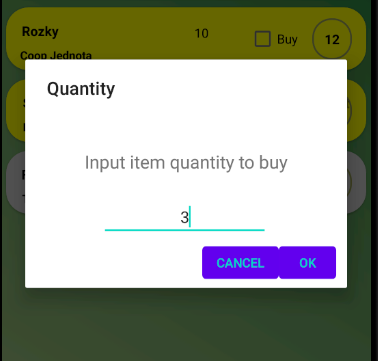 Rozky 10 Buy 12
Coop Jednota
Quantity
Input item quantity to buy
3
CANCEL OK